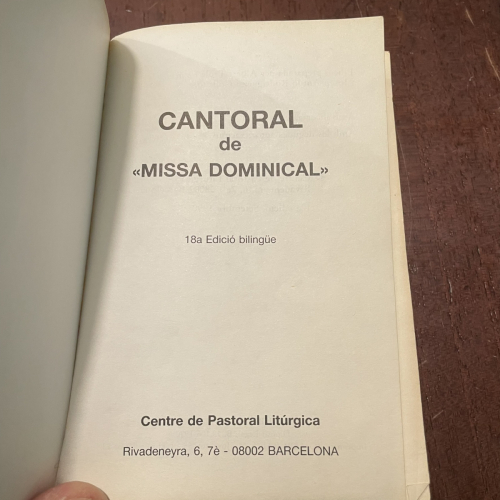 CANTORAL
de
«MISSA DOMINICAL»
18a Edició bilingüe
Centre de Pastoral Litúrgica
Rivadeneyra, 6, 7è - 08002 BARCELONA